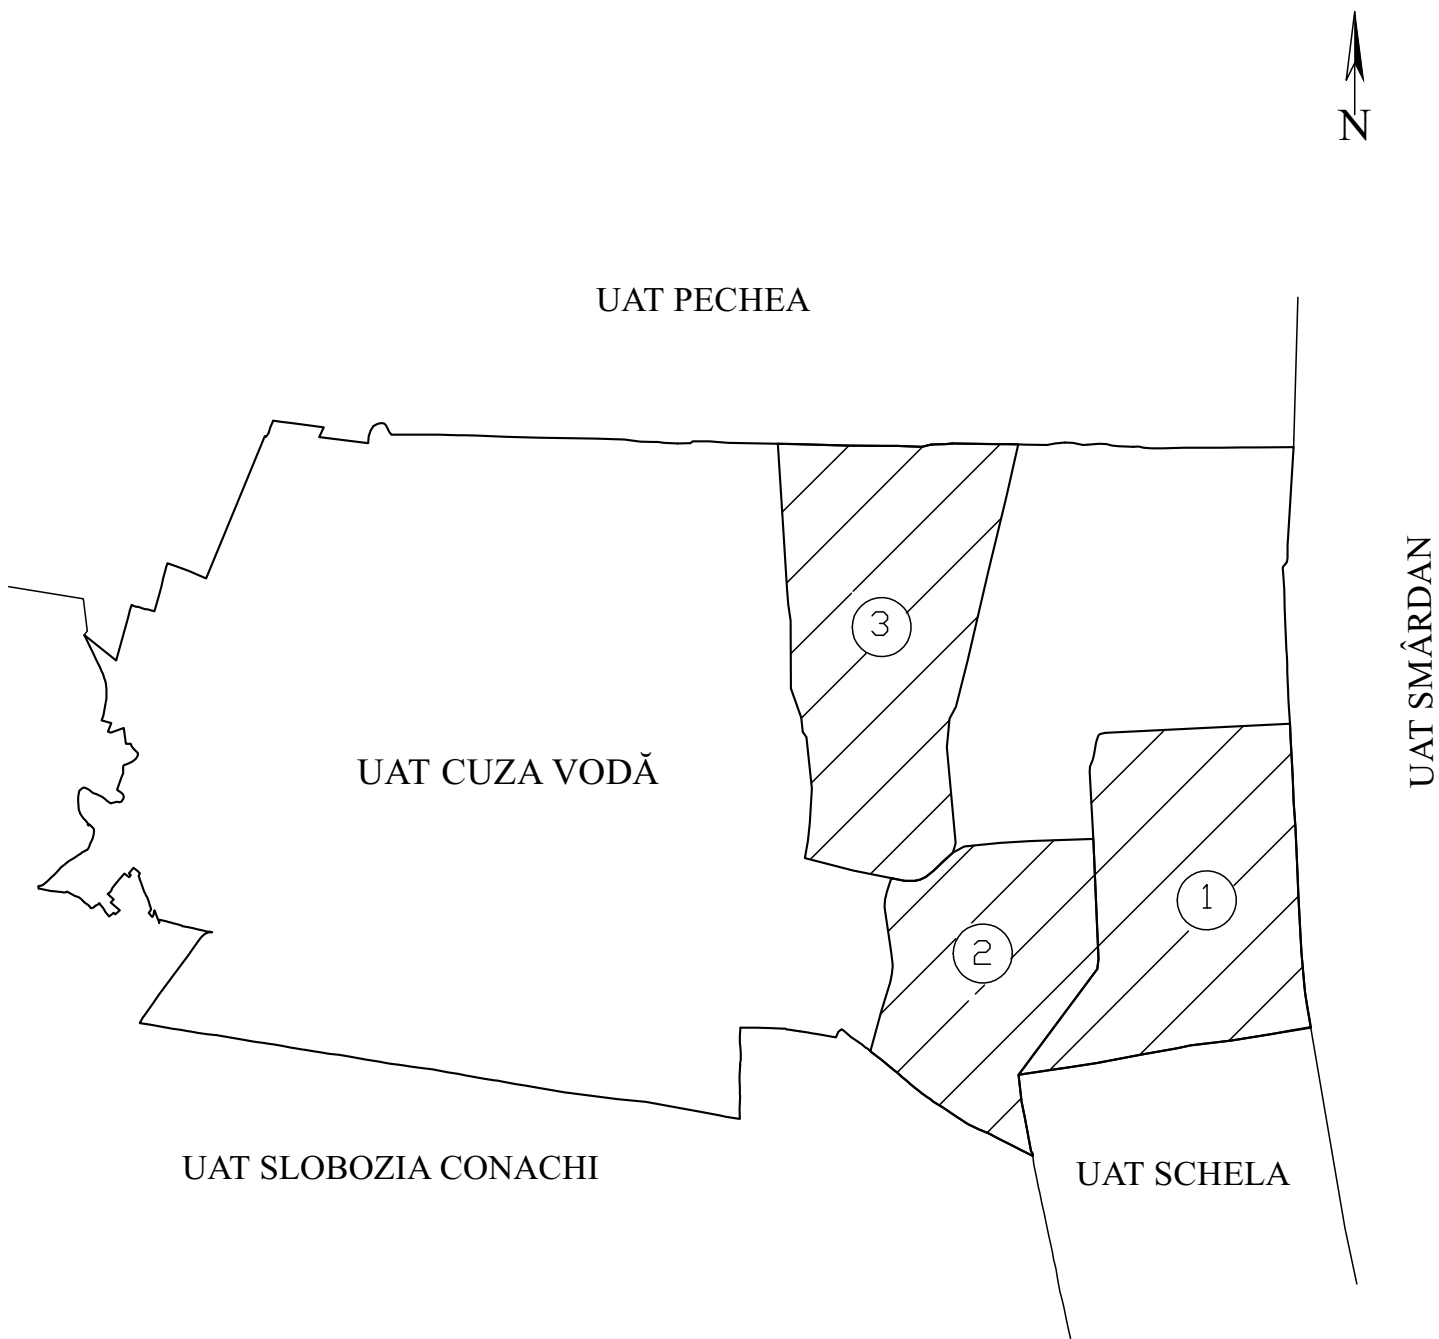 N
UAT PECHEA
UAT SMÂRDAN
3
UAT CUZA VODĂ
1
2
UAT SLOBOZIA CONACHI
UAT SCHELA